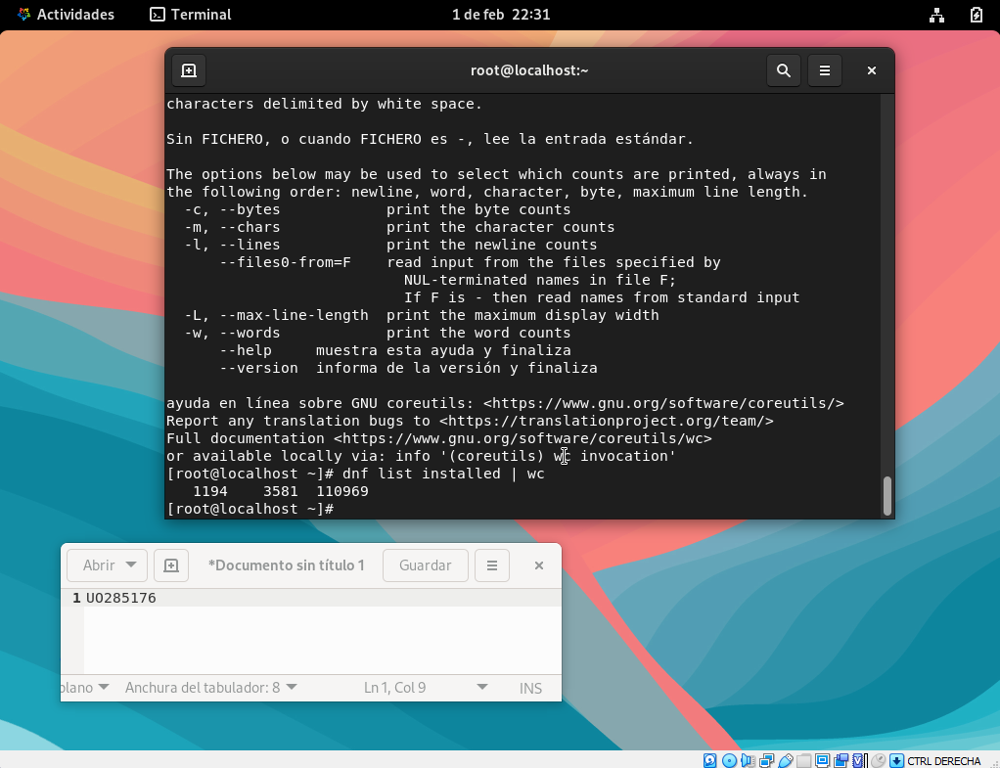 Actividades Terminal 1 de feb 22:31
root@localhost:~
characters delimited by white space.
Sin FICHERO, o cuando FICHERO es -, lee la entrada estándar.
The options below may be used to select which counts are printed, always in
the following order: newline, word, character, byte, maximum line length.
-c, --bytes print the byte counts
-m, --chars print the character counts
-l, --lines print the newline counts
--files0-from=F read input from the files specified by
NUL-terminated names in file F;
If F is - then read names from standard input
-L, --max-line-length print the maximum display width
-w, --words print the word counts
--help muestra esta ayuda y finaliza
--version informa de la versión y finaliza
ayuda en línea sobre GNU coreutils: <https://www.gnu.org/software/coreutils/>
Report any translation bugs to <https://translationproject.org/team/>
Full documentation <https://www.gnu.org/software/coreutils/wc>
or available locally via: info '(coreutils) wc invocation'
[root@localhost ~]# dnf list installed | wc
1194 3581 110969
[root@localhost ~]#
Abrir *Documento sin título 1 Guardar
1 UO285176
plano Anchura del tabulador: 8 Ln 1, Col 9 INS
CTRL DERECHA